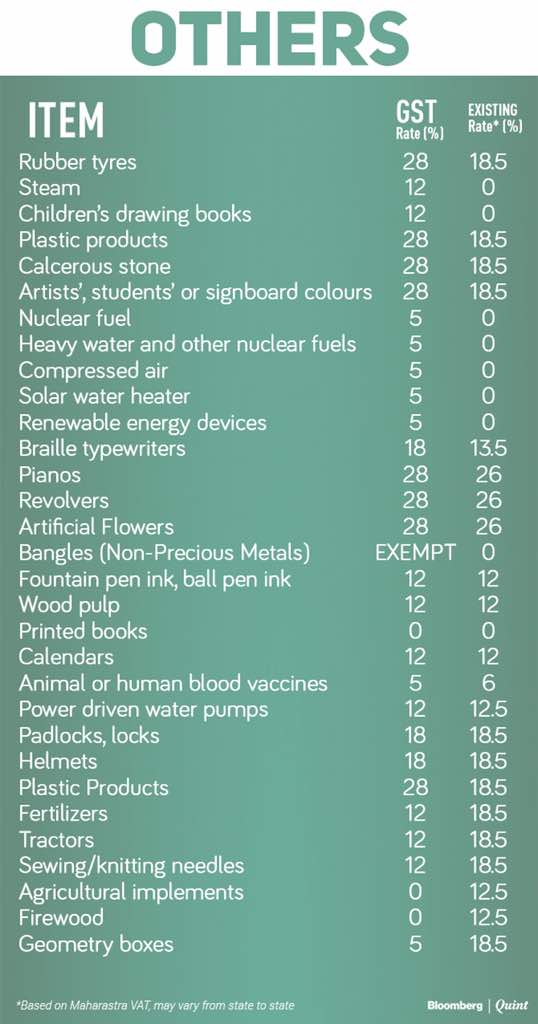 OTHERS
ITEM GST Rate (%) EXISTING Rate* (%)
Rubber tyres 28 18.5
Steam 12 0
Children's drawing books 12 0
Plastic products 28 18.5
Calcerous stone 28 18.5
Artists', students' or signboard colours 28 18.5
Nuclear fuel 5 0
Heavy water and other nuclear fuels 5 0
Compressed air 5 0
Solar water heater 5 0
Renewable energy devices 5 0
Braille typewriters 18 13.5
Pianos 28 26
Revolvers 28 26
Artificial Flowers 28 26
Bangles (Non-Precious Metals) EXEMPT 0
Fountain pen ink, ball pen ink 12 12
Wood pulp 12 12
Printed books 0 0
Calendars 12 12
Animal or human blood vaccines 5 6
Power driven water pumps 12 12.5
Padlocks, locks 18 18.5
Helmets 18 18.5
Plastic Products 28 18.5
Fertilizers 12 18.5
Tractors 12 18.5
Sewing/knitting needles 12 18.5
Agricultural implements 0 12.5
Firewood 0 12.5
Geometry boxes 5 18.5
*Based on Maharastra VAT, may vary from state to state Bloomberg | Quint